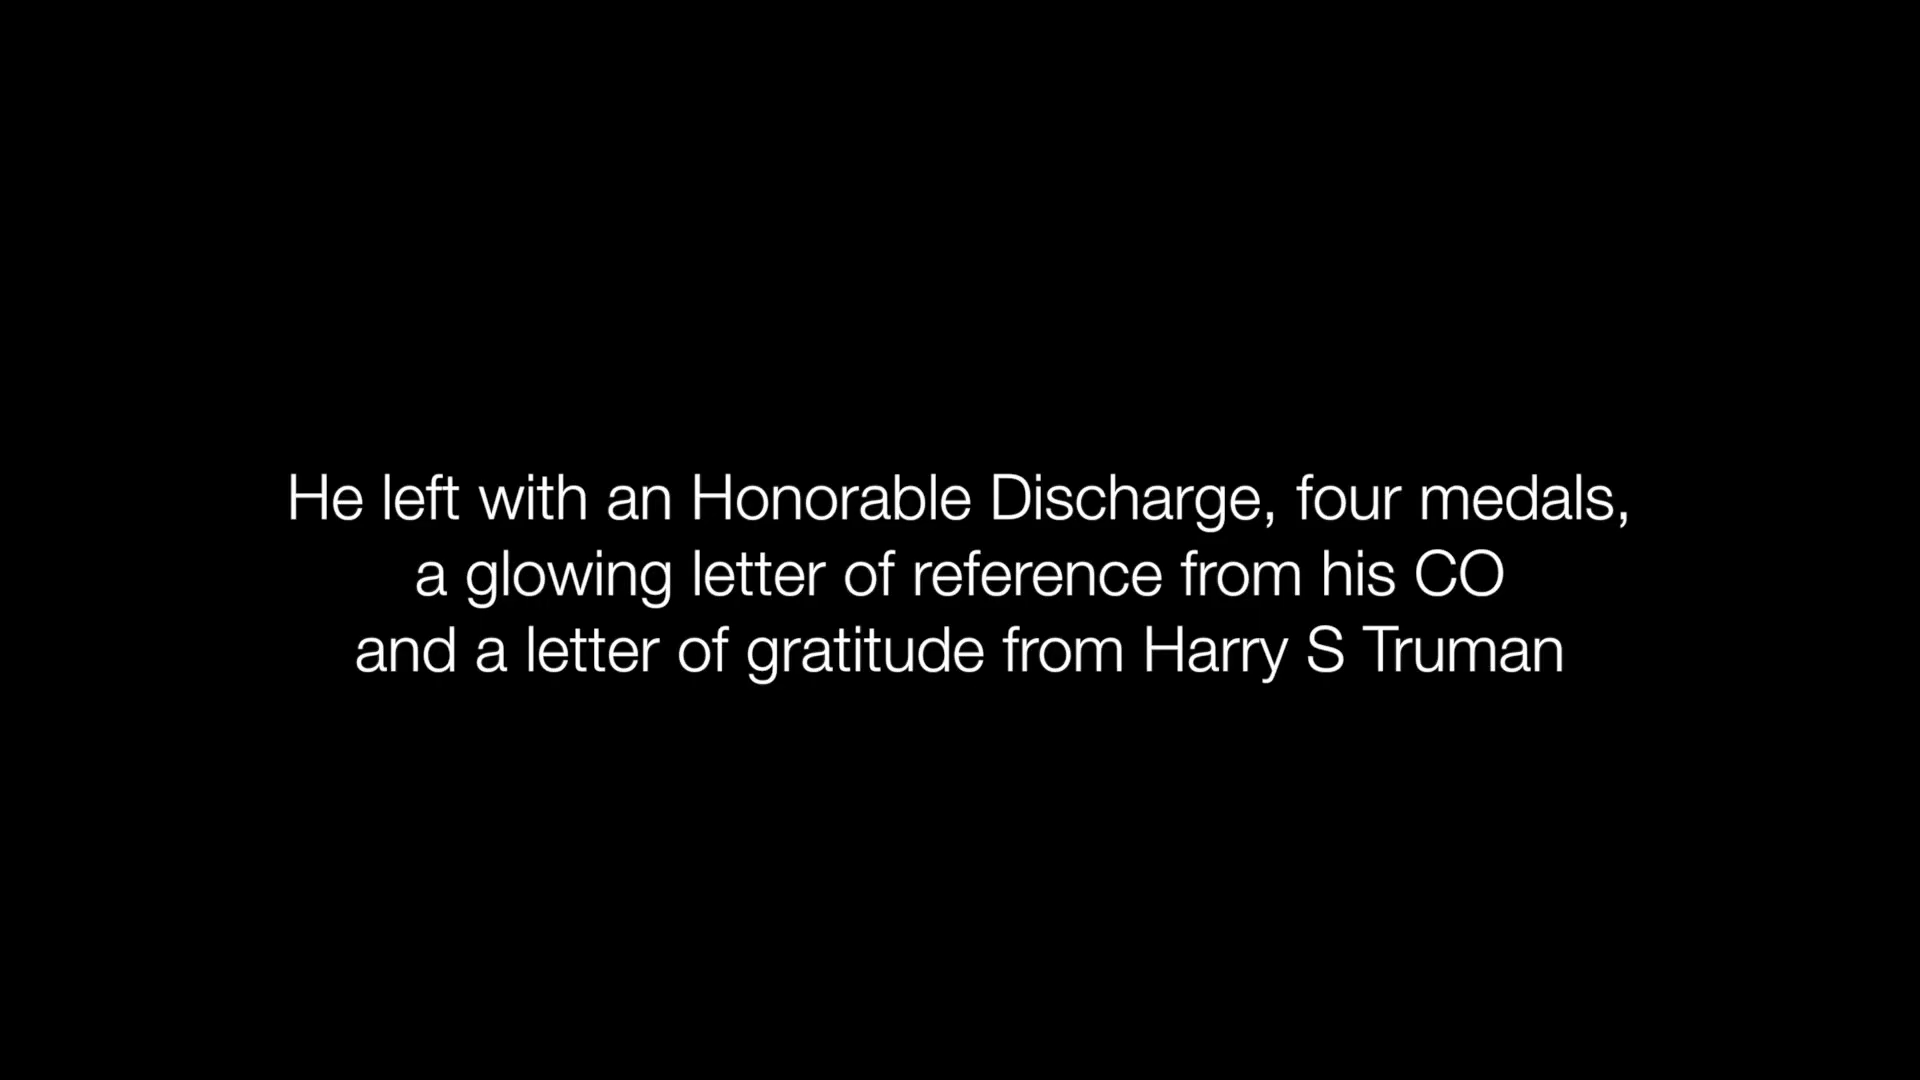 He left with an Honorable Discharge, four medals,
a glowing letter of reference from his CO
and a letter of gratitude from Harry S Truman